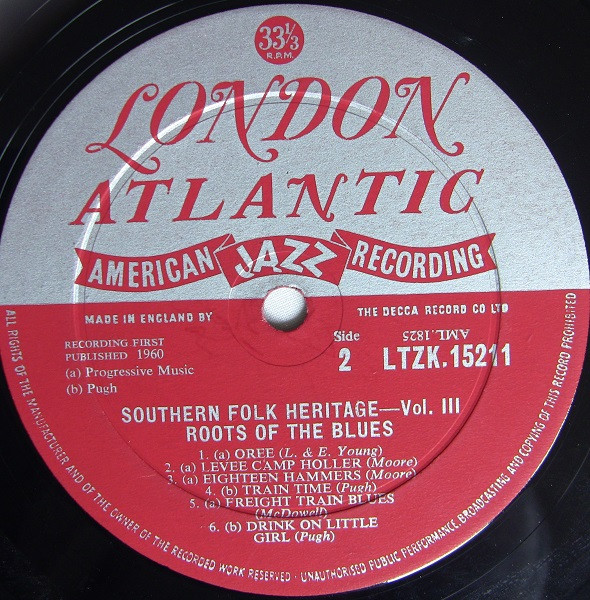 33 1/3
R.P.M.
LONDON
ATLANTIC
AMERICAN JAZZ RECORDING
MADE IN ENGLAND BY THE DECCA RECORD CO LTD
RECORDING FIRST
PUBLISHED 1960
(a) Progressive Music
(b) Pugh
Side
2
AML.1825
LTZK.15211
SOUTHERN FOLK HERITAGE—Vol. III
ROOTS OF THE BLUES
1. (a) OREE (L. & E. Young)
2. (a) LEVEE CAMP HOLLER (Moore)
3. (a) EIGHTEEN HAMMERS (Moore)
4. (b) TRAIN TIME (Pugh)
5. (a) FREIGHT TRAIN BLUES
(McDowell)
6. (b) DRINK ON LITTLE
GIRL (Pugh)
ALL RIGHTS OF THE MANUFACTURER AND OF THE OWNER OF THE RECORDED WORK RESERVED · UNAUTHORISED PUBLIC PERFORMANCE, BROADCASTING AND COPYING OF THIS RECORD PROHIBITED